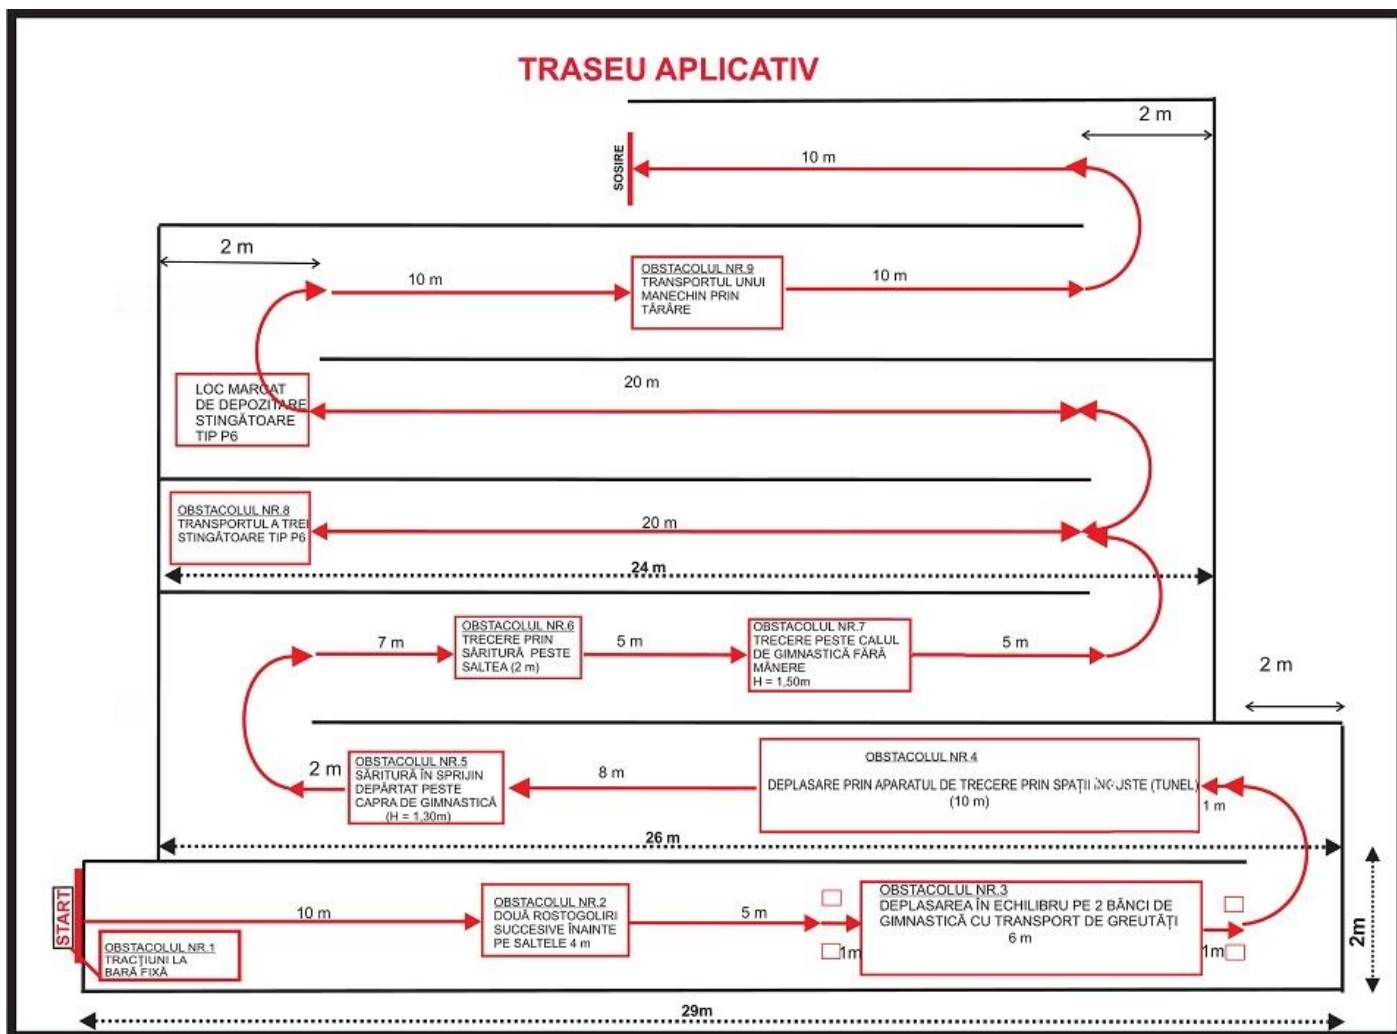 TRASEU APLICATIV
2 m
10 m
SOSIRE
2 m
10 m
OBSTACOLUL NR.9
TRANSPORTUL UNUI
MANECHIN PRIN
TÂRÂRE
10 m
LOC MARCAT
DE DEPOZITARE
STINGĂTOARE
TIP P6
20 m
OBSTACOLUL NR.8
TRANSPORTUL A TREI
STINGĂTOARE TIP P6
20 m
24 m
7 m
OBSTACOLUL NR.6
TRECERE PRIN
SĂRITURĂ PESTE
SALTEA (2 m)
5 m
OBSTACOLUL NR.7
TRECERE PESTE CALUL
DE GIMNASTICĂ FĂRĂ
MÂNERE
H = 1,50m
5 m
2 m
2 m
OBSTACOLUL NR.5
SĂRITURĂ ÎN SPRIJIN
DEPĂRTAT PESTE
CAPRA DE GIMNASTICĂ
(H = 1,30m)
8 m
OBSTACOLUL NR 4
DEPLASARE PRIN APARATUL DE TRECERE PRIN SPAȚII ÎNGUSTE (TUNEL)
(10 m)
1 m
26 m
START
10 m
OBSTACOLUL NR.1
TRACȚIUNI LA
BARĂ FIXĂ
OBSTACOLUL NR.2
DOUĂ ROSTOGOLIRI
SUCCESIVE ÎNAINTE
PE SALTELE 4 m
5 m
1m
OBSTACOLUL NR.3
DEPLASAREA ÎN ECHILIBRU PE 2 BĂNCI DE
GIMNASTICĂ CU TRANSPORT DE GREUTĂȚI
6 m
1m
2m
29m